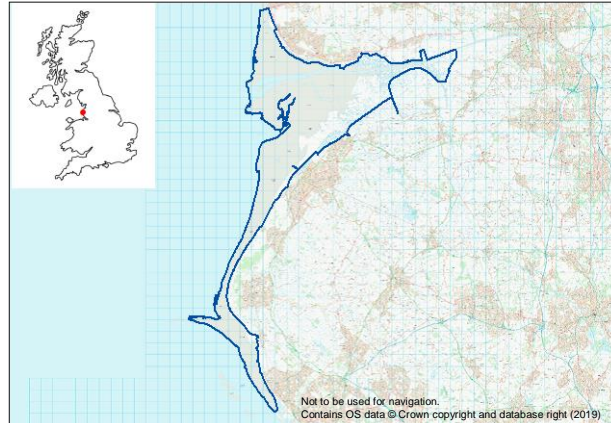 Not to be used for navigation.
Contains OS data © Crown copyright and database right (2019)